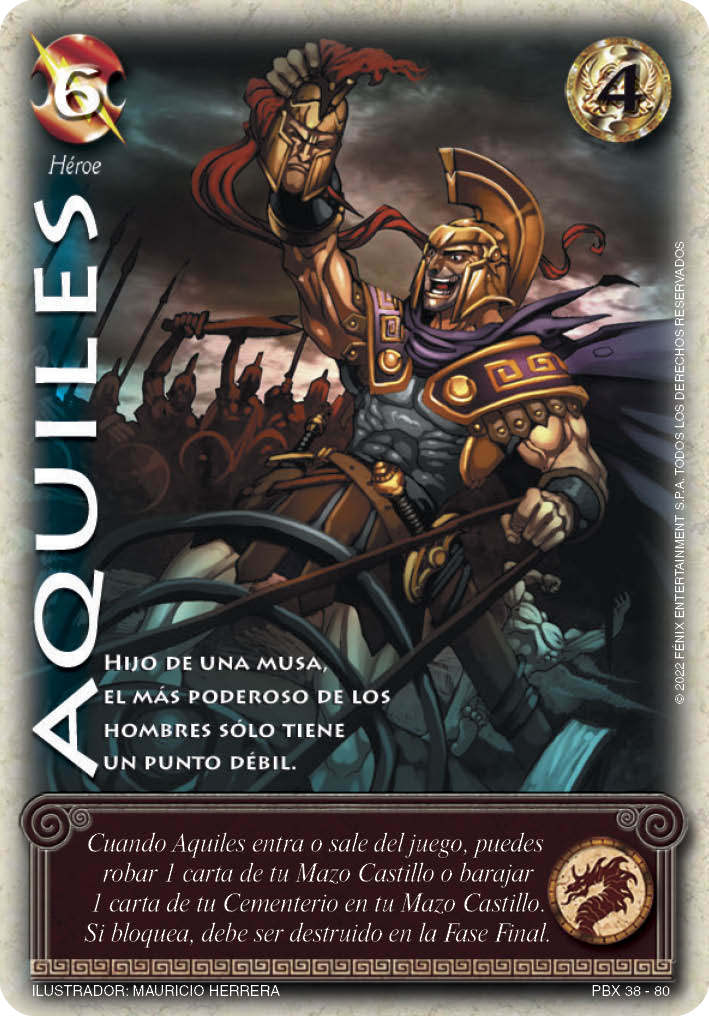 6
4
Héroe
AQUILES
HIJO DE UNA MUSA,
EL MÁS PODEROSO DE LOS
HOMBRES SÓLO TIENE
UN PUNTO DÉBIL.
© 2022 FÉNIX ENTERTAINMENT S.P.A. TODOS LOS DERECHOS RESERVADOS
Cuando Aquiles entra o sale del juego, puedes
robar 1 carta de tu Mazo Castillo o barajar
1 carta de tu Cementerio en tu Mazo Castillo.
Si bloquea, debe ser destruido en la Fase Final.
ILUSTRADOR: MAURICIO HERRERA
PBX 38 - 80